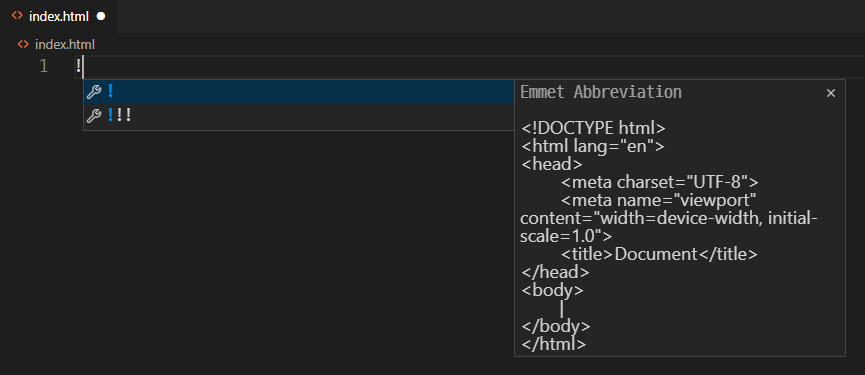 index.html
index.html
1 !
!
!!!
Emmet Abbreviation ×
<!DOCTYPE html>
<html lang="en">
<head>
<meta charset="UTF-8">
<meta name="viewport"
content="width=device-width, initial-
scale=1.0">
<title>Document</title>
</head>
<body>
|
</body>
</html>